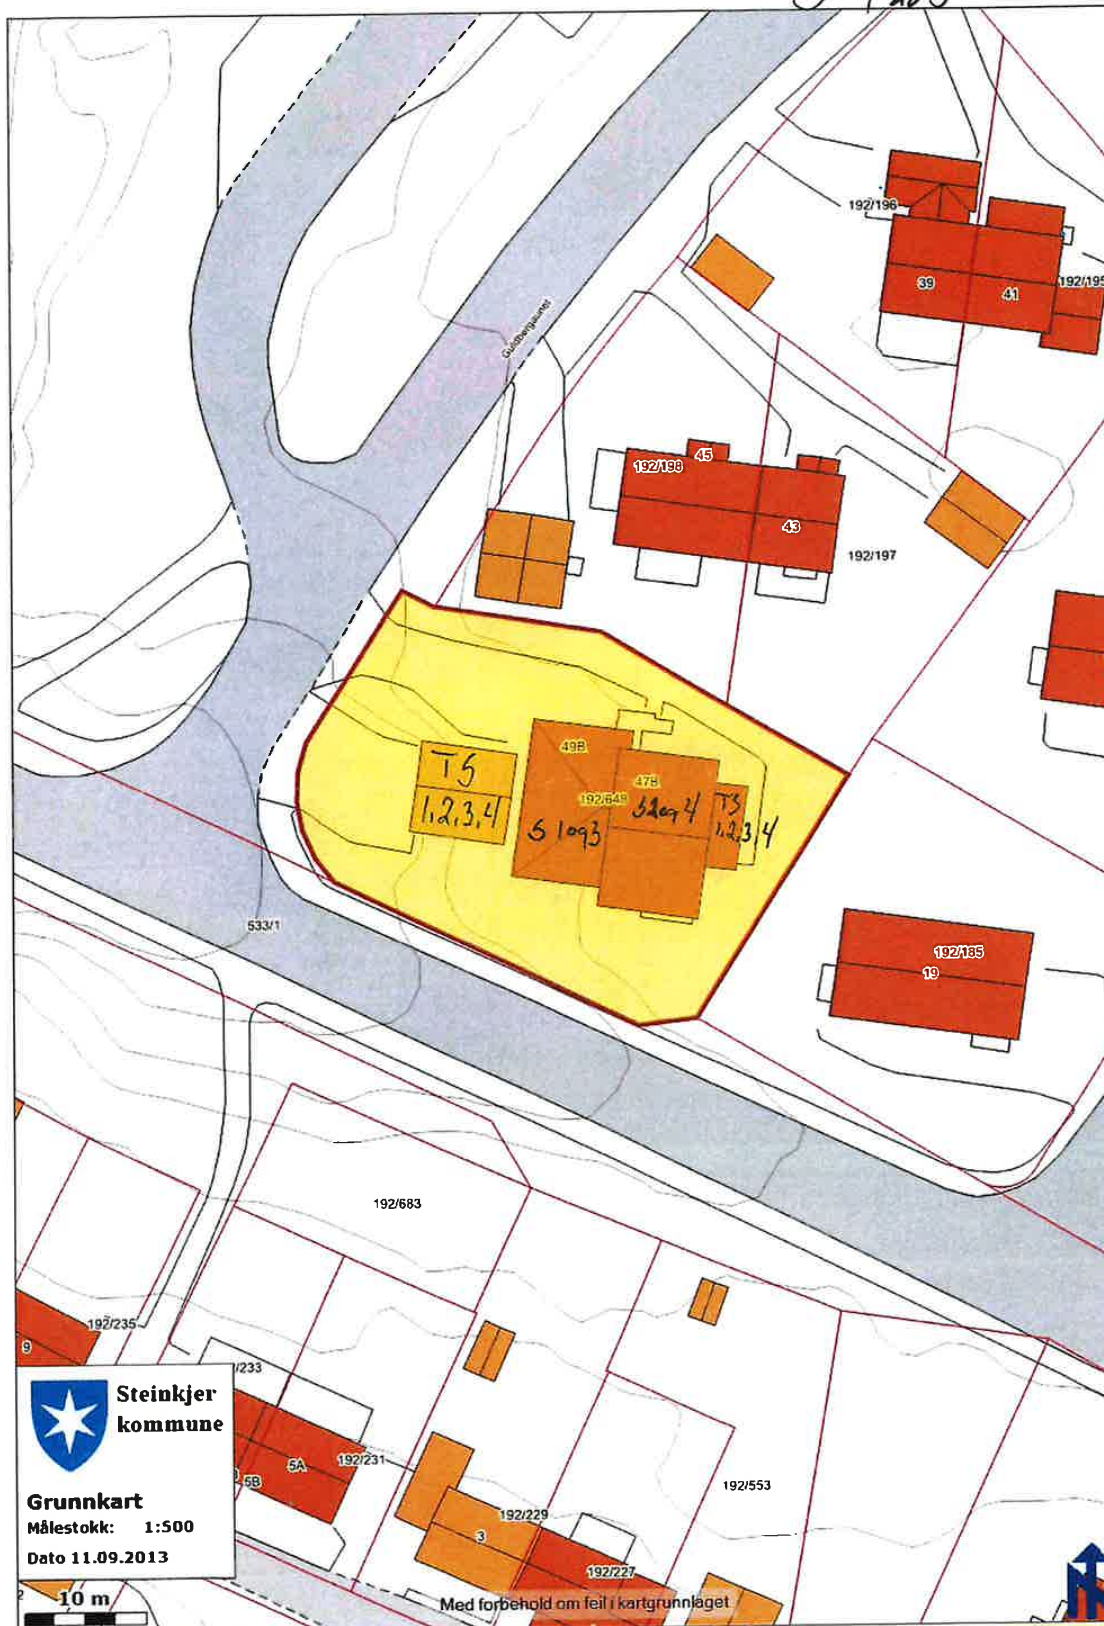 192/196
39
41
192/195
Guldbergaunet
192/198
45
43
192/197
49B
47B
192/648
TS
1,2,3,4
S 1og3
S2og 4
TS
1,2,3,4
533/1
192/185
19
192/683
192/235
9
/233
5A
5B
192/231
192/229
3
192/227
192/553
Steinkjer
kommune
Grunnkart
Målestokk: 1:500
Dato 11.09.2013
10 m
Med forbehold om feil i kartgrunnlaget
N